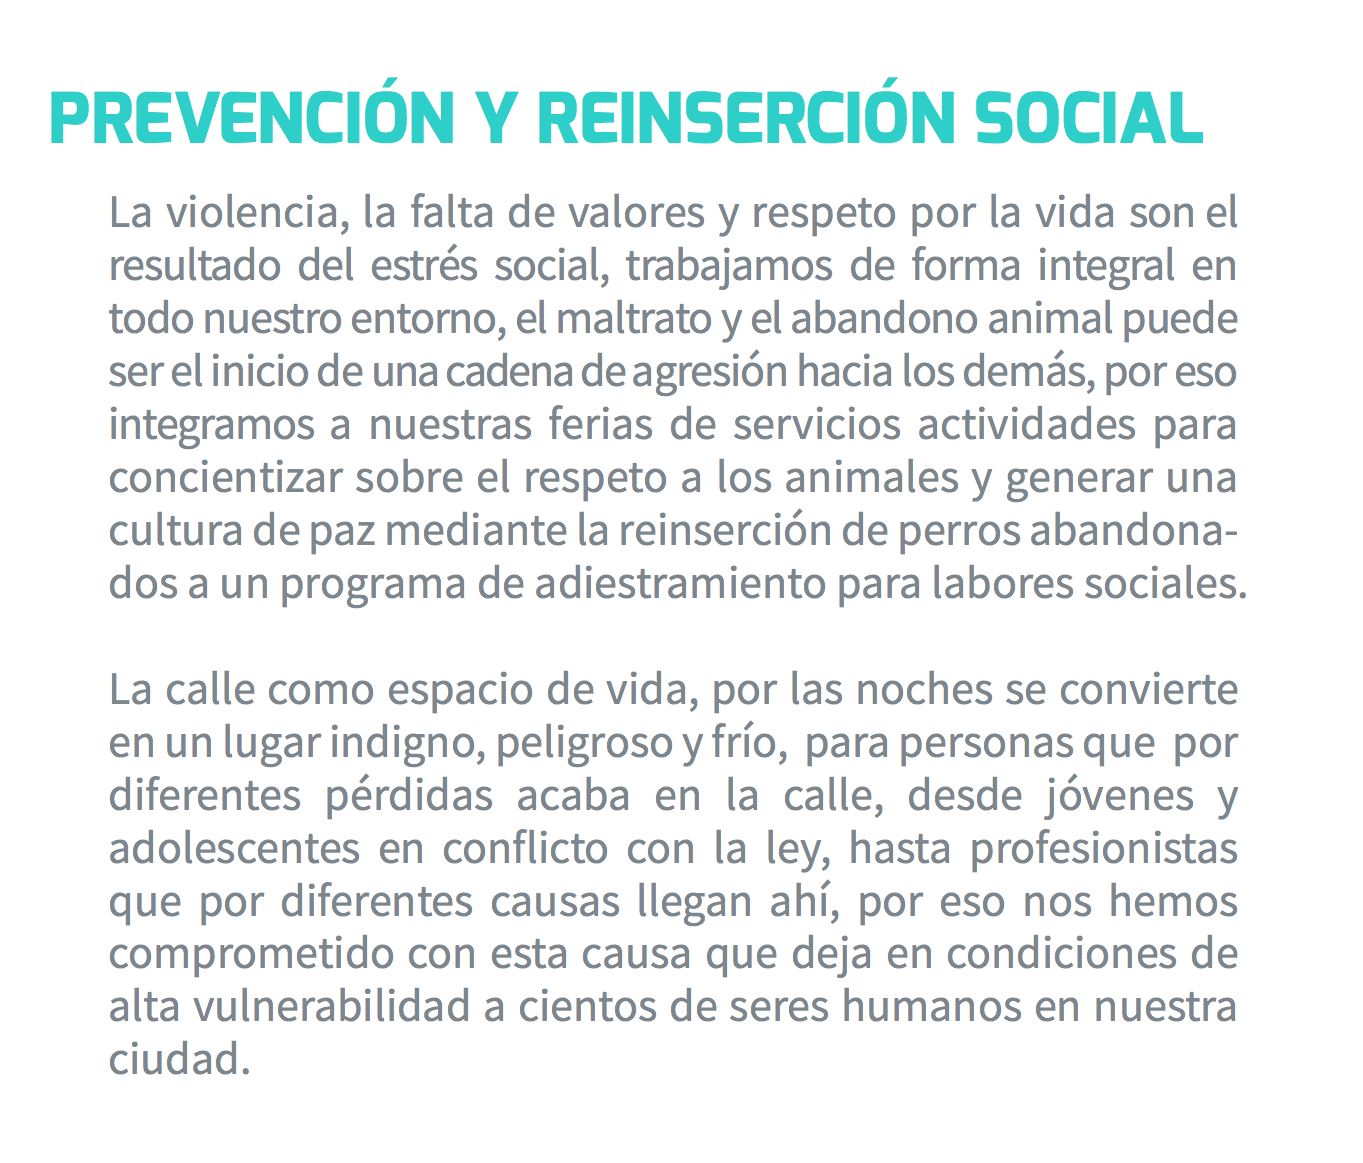 PREVENCIÓN Y REINSERCIÓN SOCIAL
La violencia, la falta de valores y respeto por la vida son el
resultado del estrés social, trabajamos de forma integral en
todo nuestro entorno, el maltrato y el abandono animal puede
ser el inicio de una cadena de agresión hacia los demás, por eso
integramos a nuestras ferias de servicios actividades para
concientizar sobre el respeto a los animales y generar una
cultura de paz mediante la reinserción de perros abandona-
dos a un programa de adiestramiento para labores sociales.
La calle como espacio de vida, por las noches se convierte
en un lugar indigno, peligroso y frío, para personas que por
diferentes pérdidas acaba en la calle, desde jóvenes y
adolescentes en conflicto con la ley, hasta profesionistas
que por diferentes causas llegan ahí, por eso nos hemos
comprometido con esta causa que deja en condiciones de
alta vulnerabilidad a cientos de seres humanos en nuestra
ciudad.